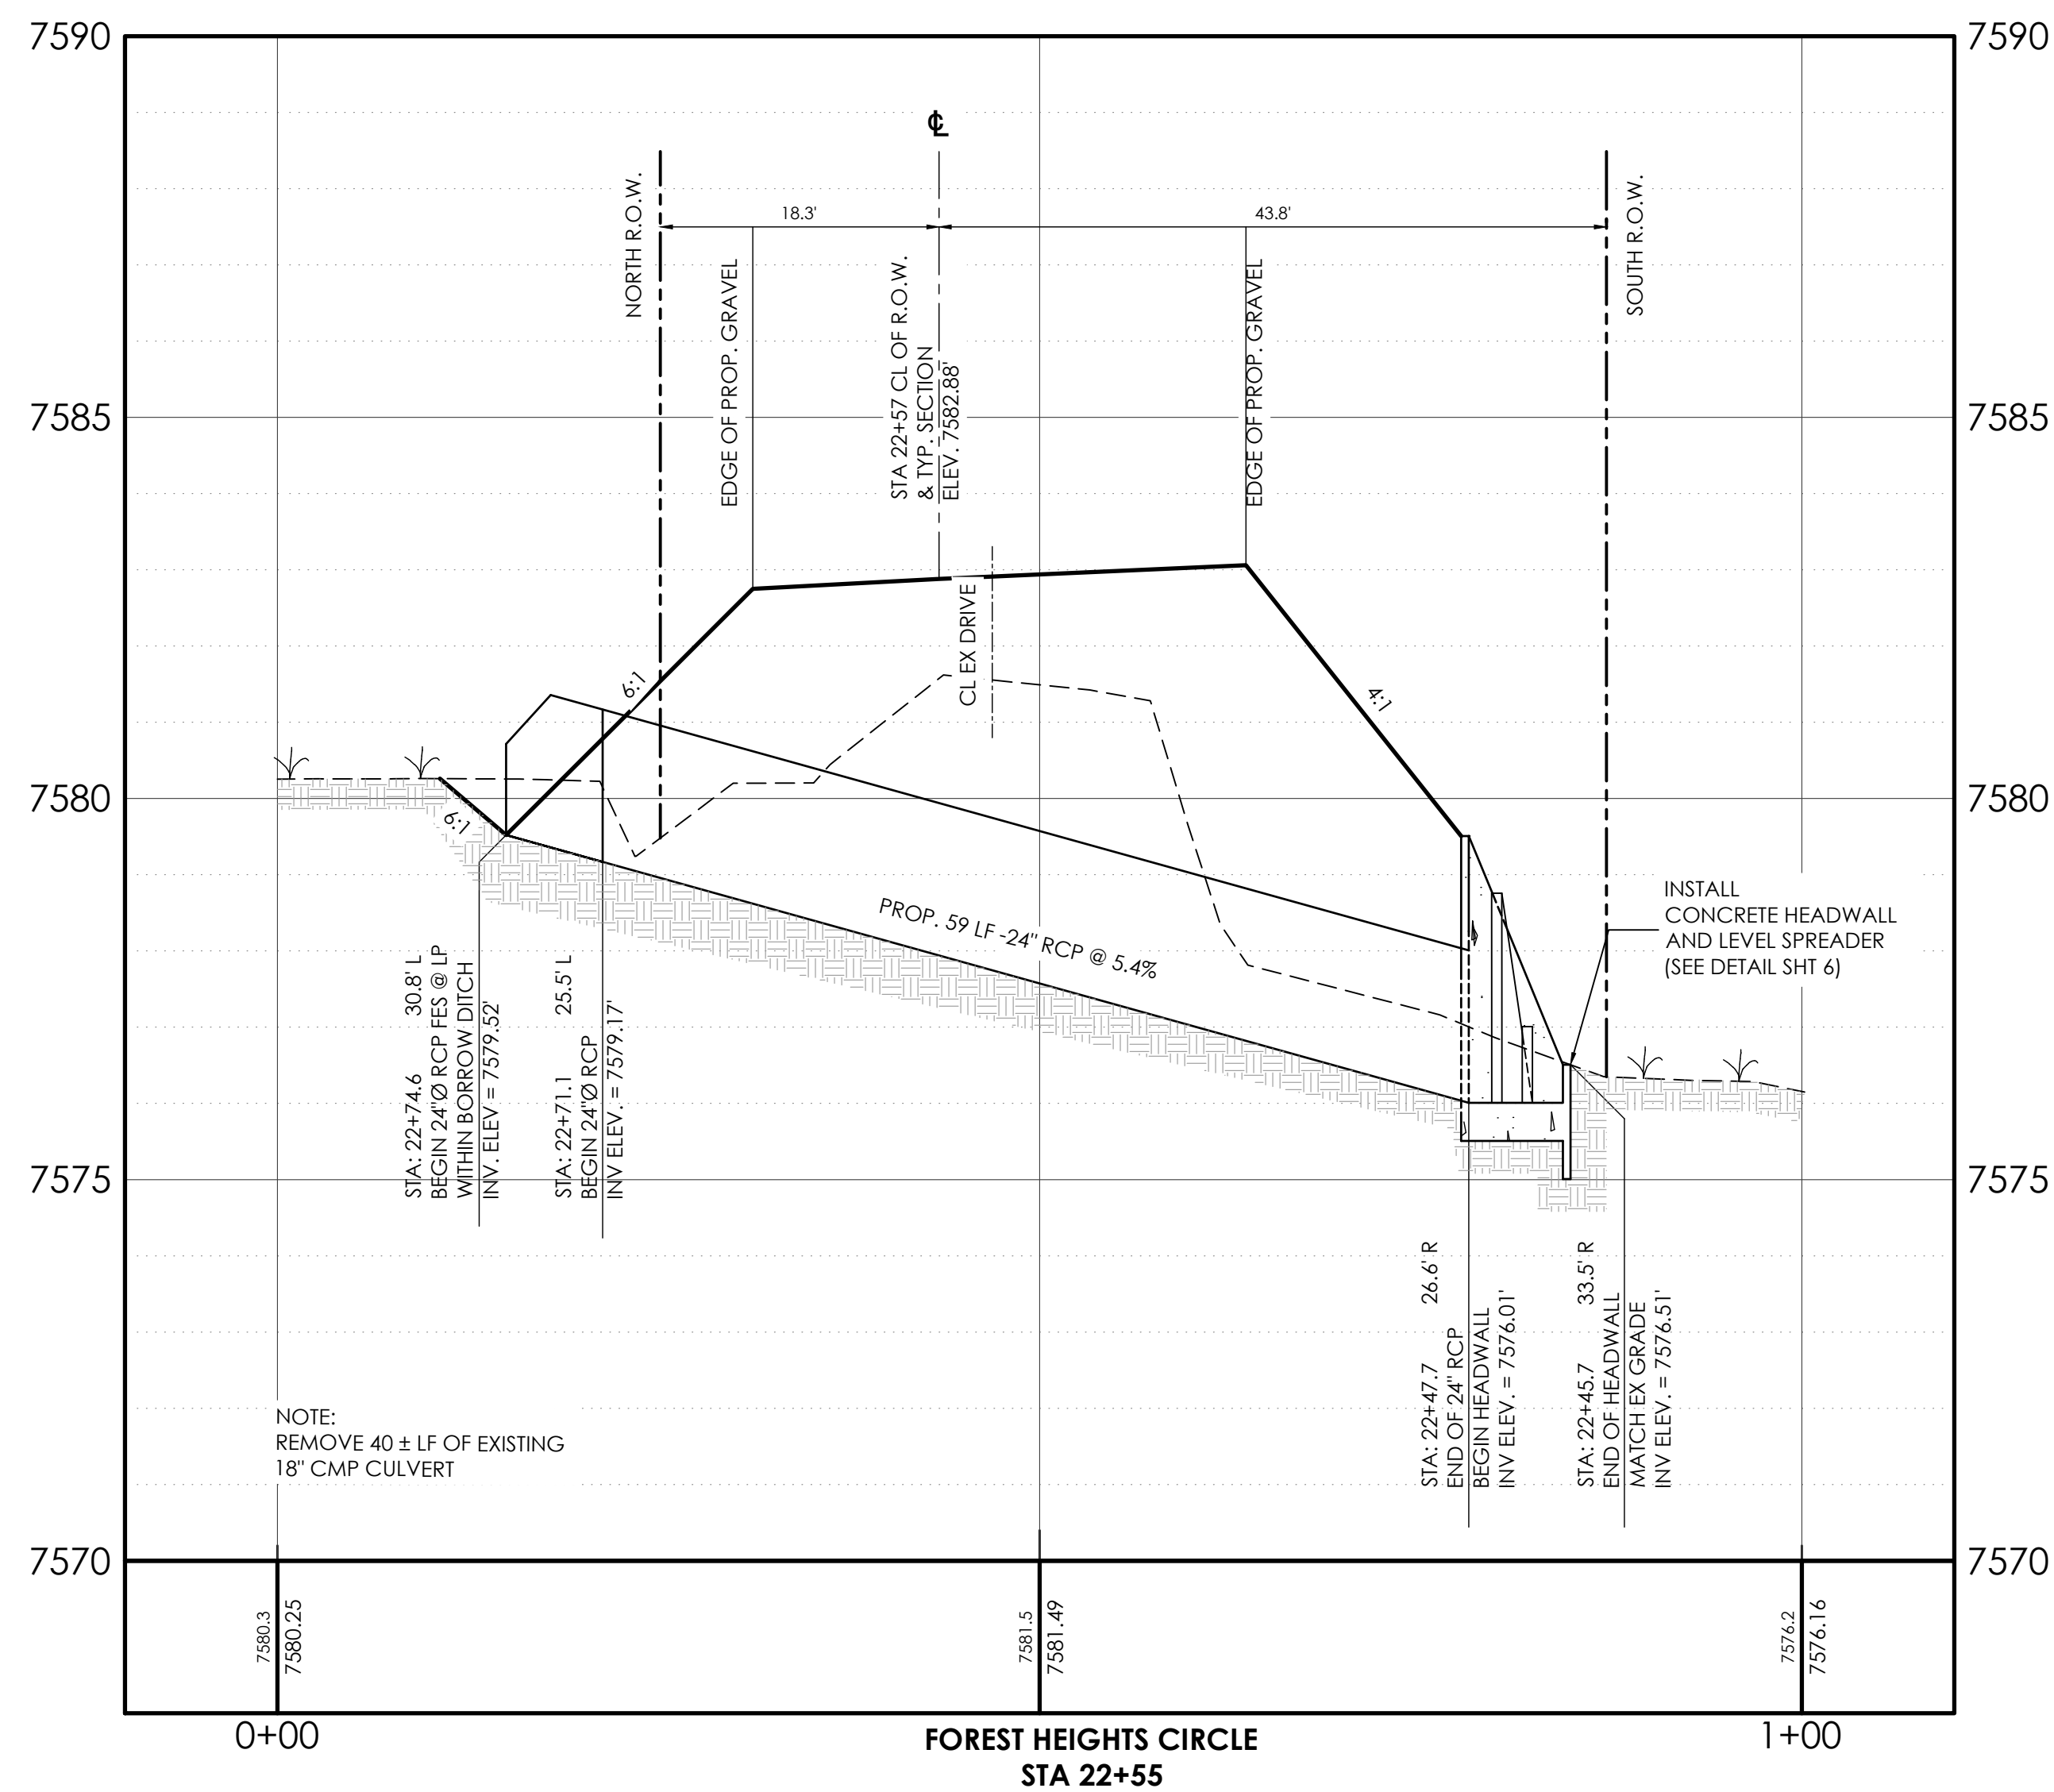 7590
7590
℄
NORTH R.O.W.
18.3'
43.8'
SOUTH R.O.W.
EDGE OF PROP. GRAVEL
STA 22+57 CL OF R.O.W.
& TYP. SECTION
ELEV. 7582.88'
EDGE OF PROP. GRAVEL
7585
7585
CL EX DRIVE
6:1
4:1
7580
7580
6:1
PROP. 59 LF -24" RCP @ 5.4%
INSTALL
CONCRETE HEADWALL
AND LEVEL SPREADER
(SEE DETAIL SHT 6)
STA: 22+74.6 30.8' L
BEGIN 24"Ø RCP FES @ LP
WITHIN BORROW DITCH
INV. ELEV = 7579.52'
STA: 22+71.1 25.5' L
BEGIN 24"Ø RCP
INV ELEV. = 7579.17'
7575
7575
STA: 22+47.7 26.6' R
END OF 24" RCP
BEGIN HEADWALL
INV ELEV. = 7576.01'
STA: 22+45.7 33.5' R
END OF HEADWALL
MATCH EX GRADE
INV ELEV. = 7576.51'
NOTE:
REMOVE 40 ± LF OF EXISTING
18" CMP CULVERT
7570
7570
7580.3
7580.25
7581.5
7581.49
7576.2
7576.16
0+00
1+00
FOREST HEIGHTS CIRCLE
STA 22+55